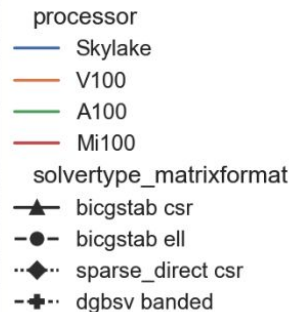 processor
Skylake
V100
A100
Mi100
solvertype_matrixformat
bicgstab csr
bicgstab ell
sparse_direct csr
dgbsv banded